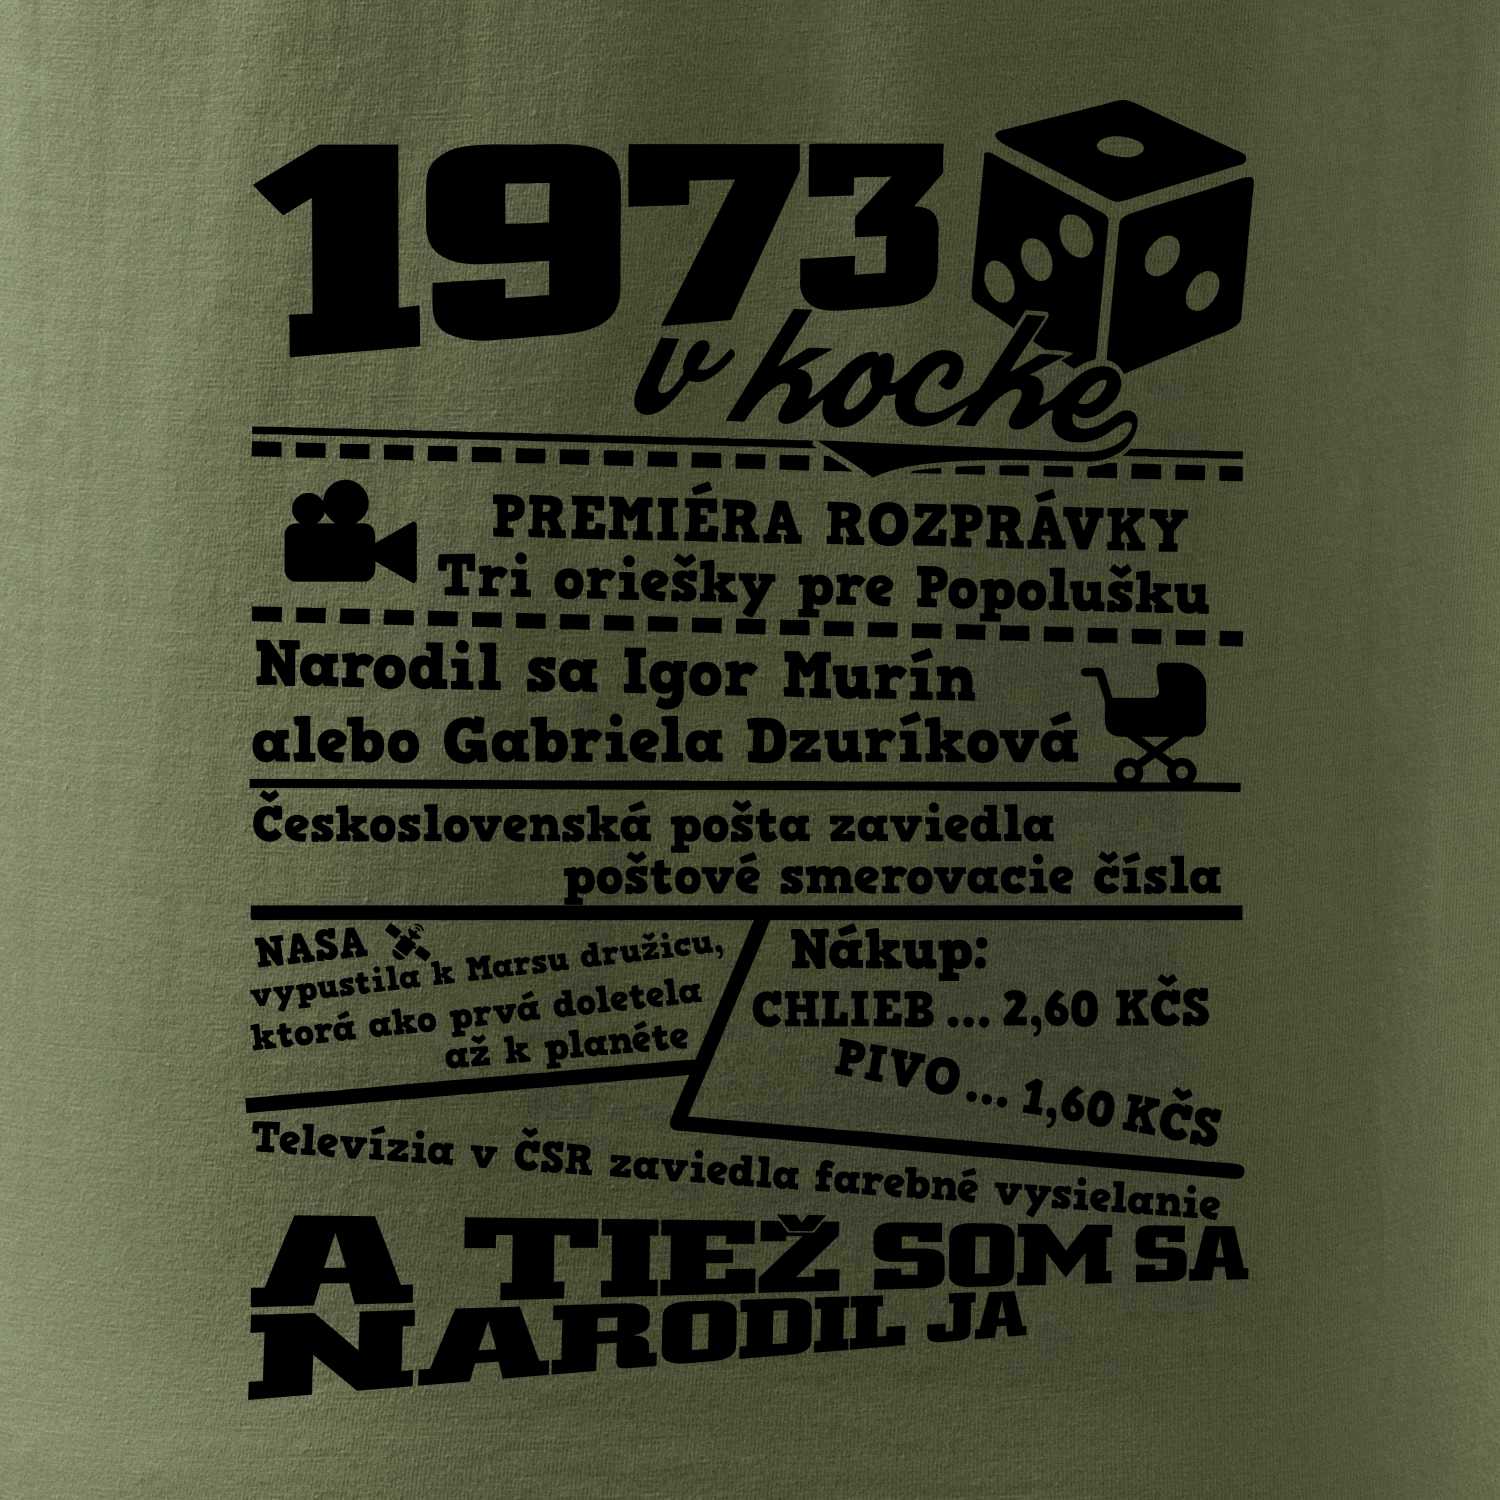 1973
v kocke
PREMIÉRA ROZPRÁVKY
Tri oriešky pre Popolušku
Narodil sa Igor Murín
alebo Gabriela Dzuríková
Československá pošta zaviedla
poštové smerovacie čísla
NASA
vypustila k Marsu družicu,
ktorá ako prvá doletela
až k planéte
Nákup:
CHLIEB ... 2,60 KČS
PIVO ... 1,60 KČS
Televízia v ČSR zaviedla farebné vysielanie
A TIEŽ SOM SA
NARODIL JA